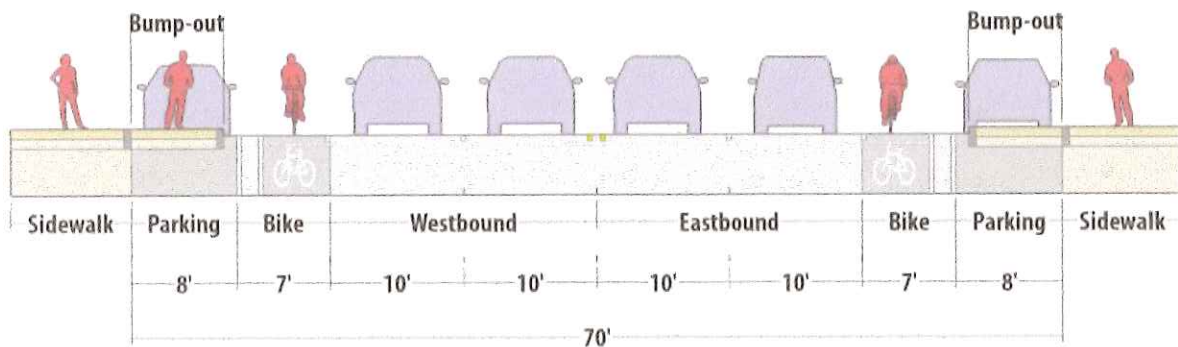 Bump-out Bump-out
Sidewalk Parking Bike Westbound Eastbound Bike Parking Sidewalk
8' 7' 10' 10' 10' 10' 7' 8'
70'